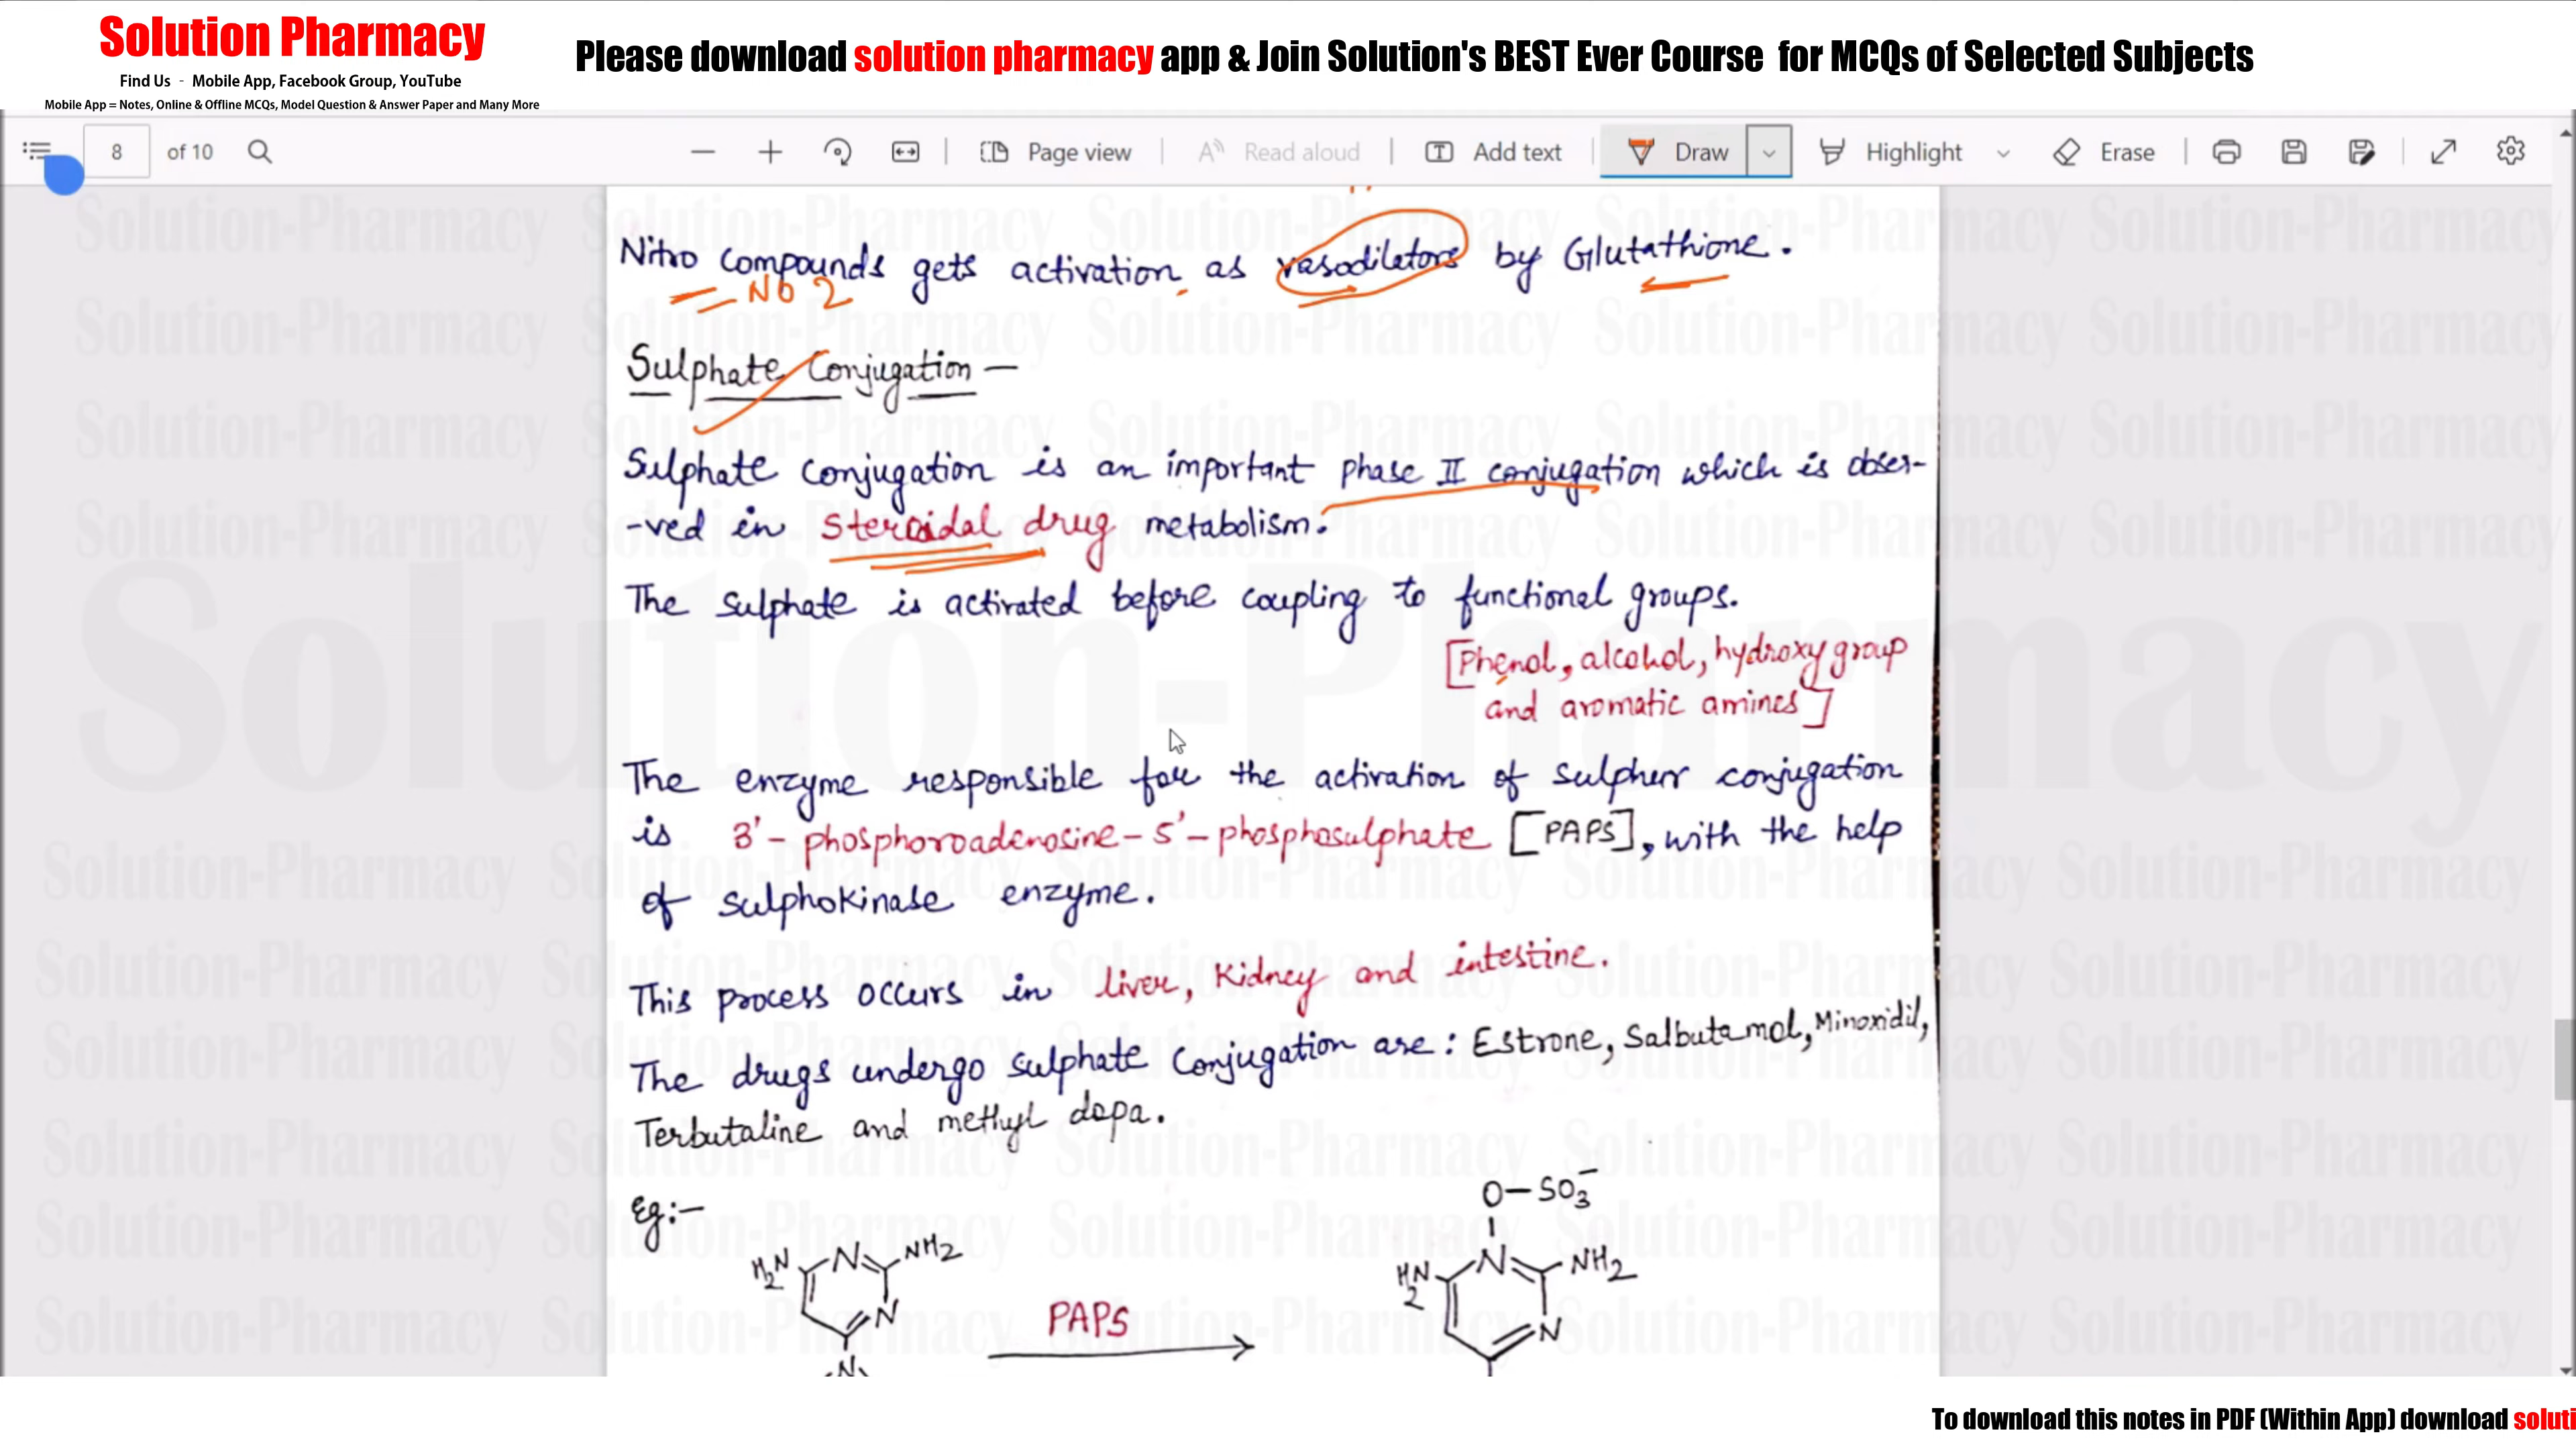 Solution Pharmacy
Find Us - Mobile App, Facebook Group, YouTube
Mobile App = Notes, Online & Offline MCQs, Model Question & Answer Paper and Many More
Please download solution pharmacy app & Join Solution's BEST Ever Course for MCQs of Selected Subjects
8 of 10 Page view Read aloud Add text Draw Highlight Erase
Nitro compounds gets activation as vasodilators by Glutathione.
NO2
Sulphate Conjugation —
Sulphate conjugation is an important phase II conjugation which is obser-
-ved in steroidal drug metabolism.
The sulphate is activated before coupling to functional groups.
[Phenol, alcohol, hydroxy group
and aromatic amines]
The enzyme responsible for the activation of sulpher conjugation
is 3'-phosphoroadenosine-5'-phosphosulphate [PAPS], with the help
of sulphokinase enzyme.
This process occurs in liver, Kidney and intestine.
The drugs undergo sulphate conjugation are: Estrone, Salbutamol, Minoxidil,
Terbutaline and methyl dopa.
Eg:-
O-SO3-
H2N N NH2
H2N N NH2
N
N
PAPS
N
To download this notes in PDF (Within App) download soluti
Solution-Pharmacy